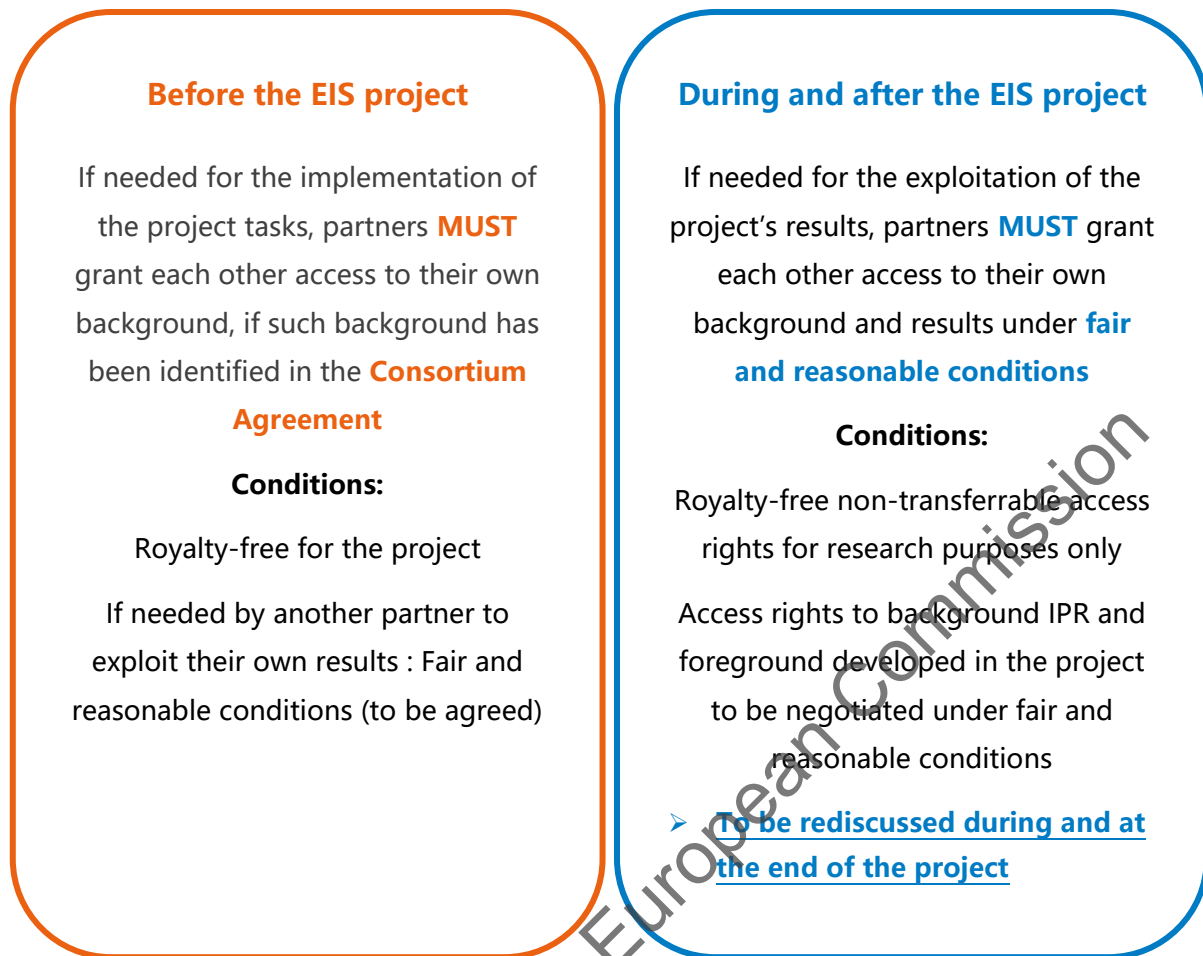 Before the EIS project
If needed for the implementation of
the project tasks, partners MUST
grant each other access to their own
background, if such background has
been identified in the Consortium
Agreement
Conditions:
Royalty-free for the project
If needed by another partner to
exploit their own results : Fair and
reasonable conditions (to be agreed)
During and after the EIS project
If needed for the exploitation of the
project’s results, partners MUST grant
each other access to their own
background and results under fair
and reasonable conditions
Conditions:
Royalty-free non-transferrable access
rights for research purposes only
Access rights to background IPR and
foreground developed in the project
to be negotiated under fair and
reasonable conditions
➢ To be rediscussed during and at
the end of the project
European Commission